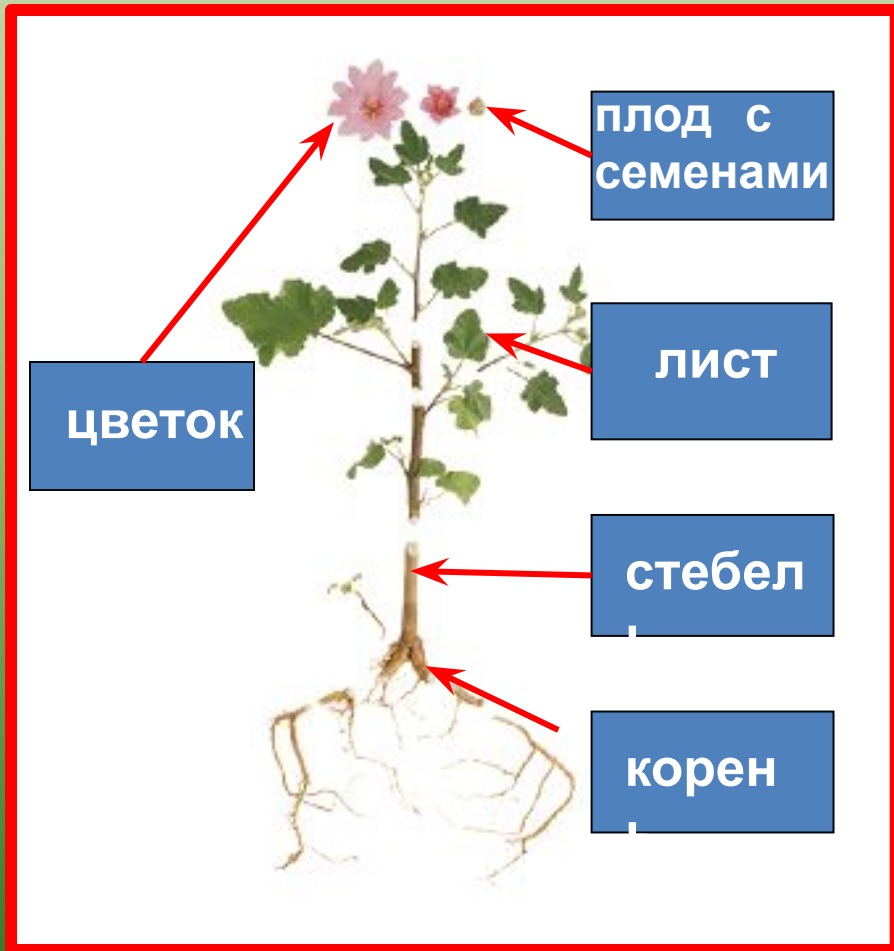 плод с
семенами
лист
цветок
стебел
корен